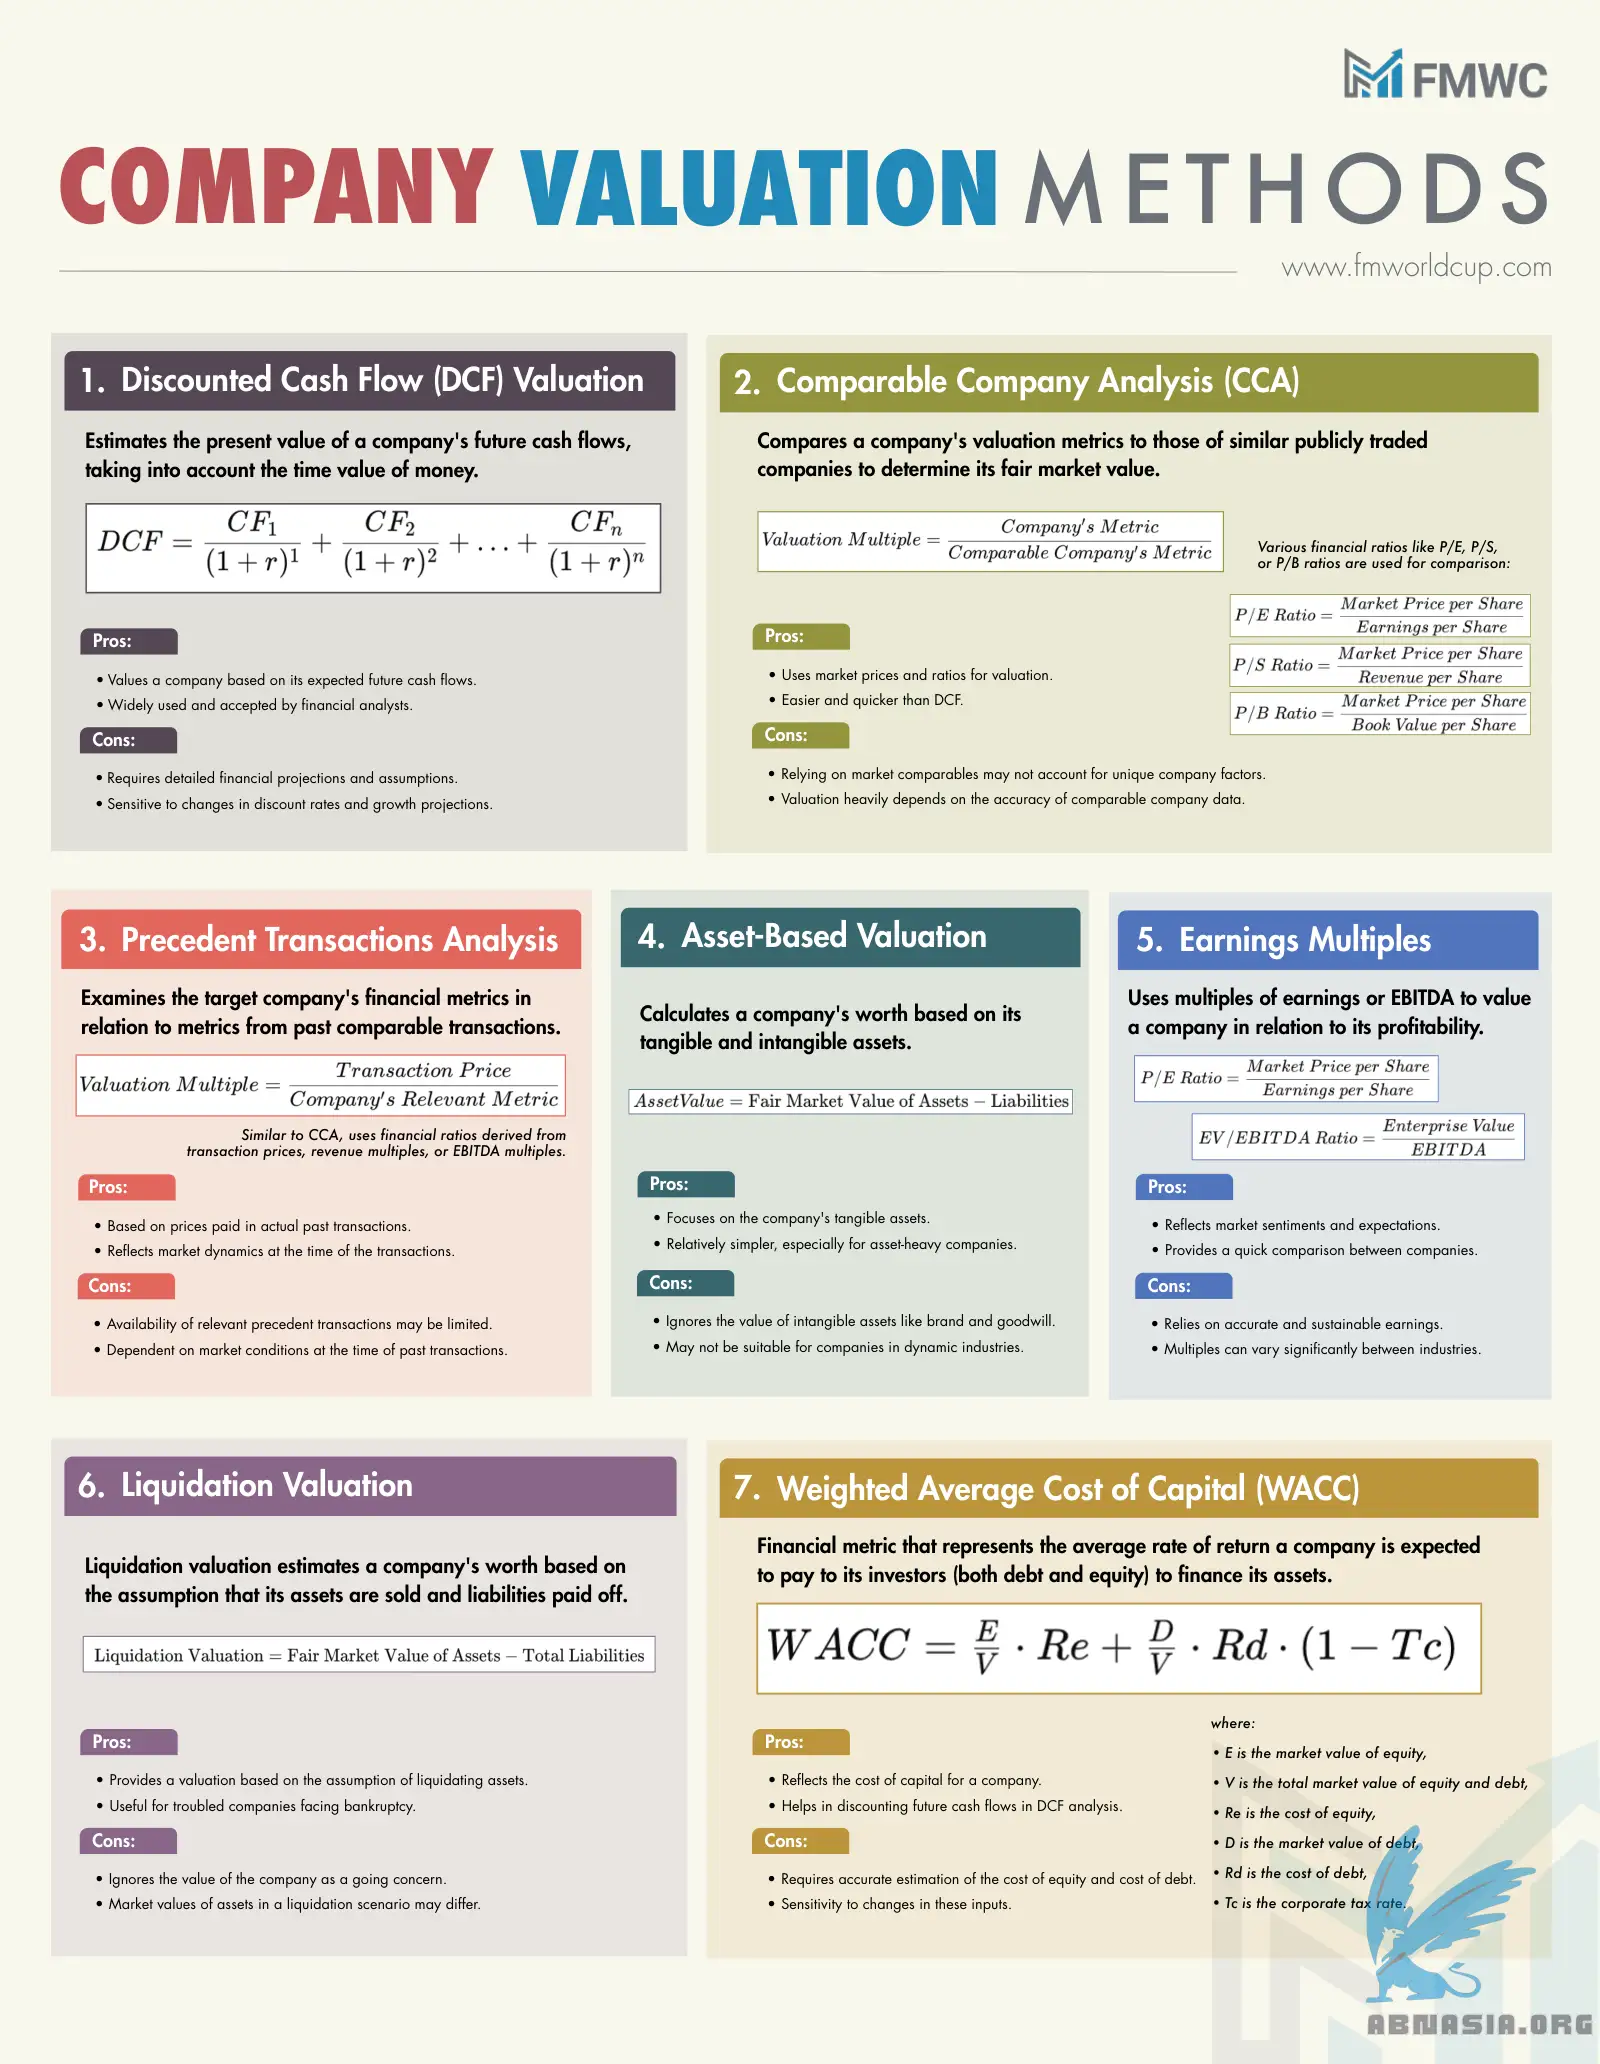 FMWC
COMPANY VALUATION METHODS
www.fmworldcup.com
1. Discounted Cash Flow (DCF) Valuation
Estimates the present value of a company's future cash flows,
taking into account the time value of money.
DCF = CF₁/(1 + r)¹ + CF₂/(1 + r)² + . . . + CFₙ/(1 + r)ⁿ
Pros:
• Values a company based on its expected future cash flows.
• Widely used and accepted by financial analysts.
Cons:
• Requires detailed financial projections and assumptions.
• Sensitive to changes in discount rates and growth projections.
2. Comparable Company Analysis (CCA)
Compares a company's valuation metrics to those of similar publicly traded
companies to determine its fair market value.
Valuation Multiple = Company's Metric / Comparable Company's Metric
Various financial ratios like P/E, P/S,
or P/B ratios are used for comparison:
P/E Ratio = Market Price per Share / Earnings per Share
P/S Ratio = Market Price per Share / Revenue per Share
P/B Ratio = Market Price per Share / Book Value per Share
Pros:
• Uses market prices and ratios for valuation.
• Easier and quicker than DCF.
Cons:
• Relying on market comparables may not account for unique company factors.
• Valuation heavily depends on the accuracy of comparable company data.
3. Precedent Transactions Analysis
Examines the target company's financial metrics in
relation to metrics from past comparable transactions.
Valuation Multiple = Transaction Price / Company's Relevant Metric
Similar to CCA, uses financial ratios derived from
transaction prices, revenue multiples, or EBITDA multiples.
Pros:
• Based on prices paid in actual past transactions.
• Reflects market dynamics at the time of the transactions.
Cons:
• Availability of relevant precedent transactions may be limited.
• Dependent on market conditions at the time of past transactions.
4. Asset-Based Valuation
Calculates a company's worth based on its
tangible and intangible assets.
AssetValue = Fair Market Value of Assets − Liabilities
Pros:
• Focuses on the company's tangible assets.
• Relatively simpler, especially for asset-heavy companies.
Cons:
• Ignores the value of intangible assets like brand and goodwill.
• May not be suitable for companies in dynamic industries.
5. Earnings Multiples
Uses multiples of earnings or EBITDA to value
a company in relation to its profitability.
P/E Ratio = Market Price per Share / Earnings per Share
EV/EBITDA Ratio = Enterprise Value / EBITDA
Pros:
• Reflects market sentiments and expectations.
• Provides a quick comparison between companies.
Cons:
• Relies on accurate and sustainable earnings.
• Multiples can vary significantly between industries.
6. Liquidation Valuation
Liquidation valuation estimates a company's worth based on
the assumption that its assets are sold and liabilities paid off.
Liquidation Valuation = Fair Market Value of Assets − Total Liabilities
Pros:
• Provides a valuation based on the assumption of liquidating assets.
• Useful for troubled companies facing bankruptcy.
Cons:
• Ignores the value of the company as a going concern.
• Market values of assets in a liquidation scenario may differ.
7. Weighted Average Cost of Capital (WACC)
Financial metric that represents the average rate of return a company is expected
to pay to its investors (both debt and equity) to finance its assets.
WACC = E/V · Re + D/V · Rd · (1 − Tc)
Pros:
• Reflects the cost of capital for a company.
• Helps in discounting future cash flows in DCF analysis.
Cons:
• Requires accurate estimation of the cost of equity and cost of debt.
• Sensitivity to changes in these inputs.
where:
• E is the market value of equity,
• V is the total market value of equity and debt,
• Re is the cost of equity,
• D is the market value of debt,
• Rd is the cost of debt,
• Tc is the corporate tax rate.
ABNASIA.ORG